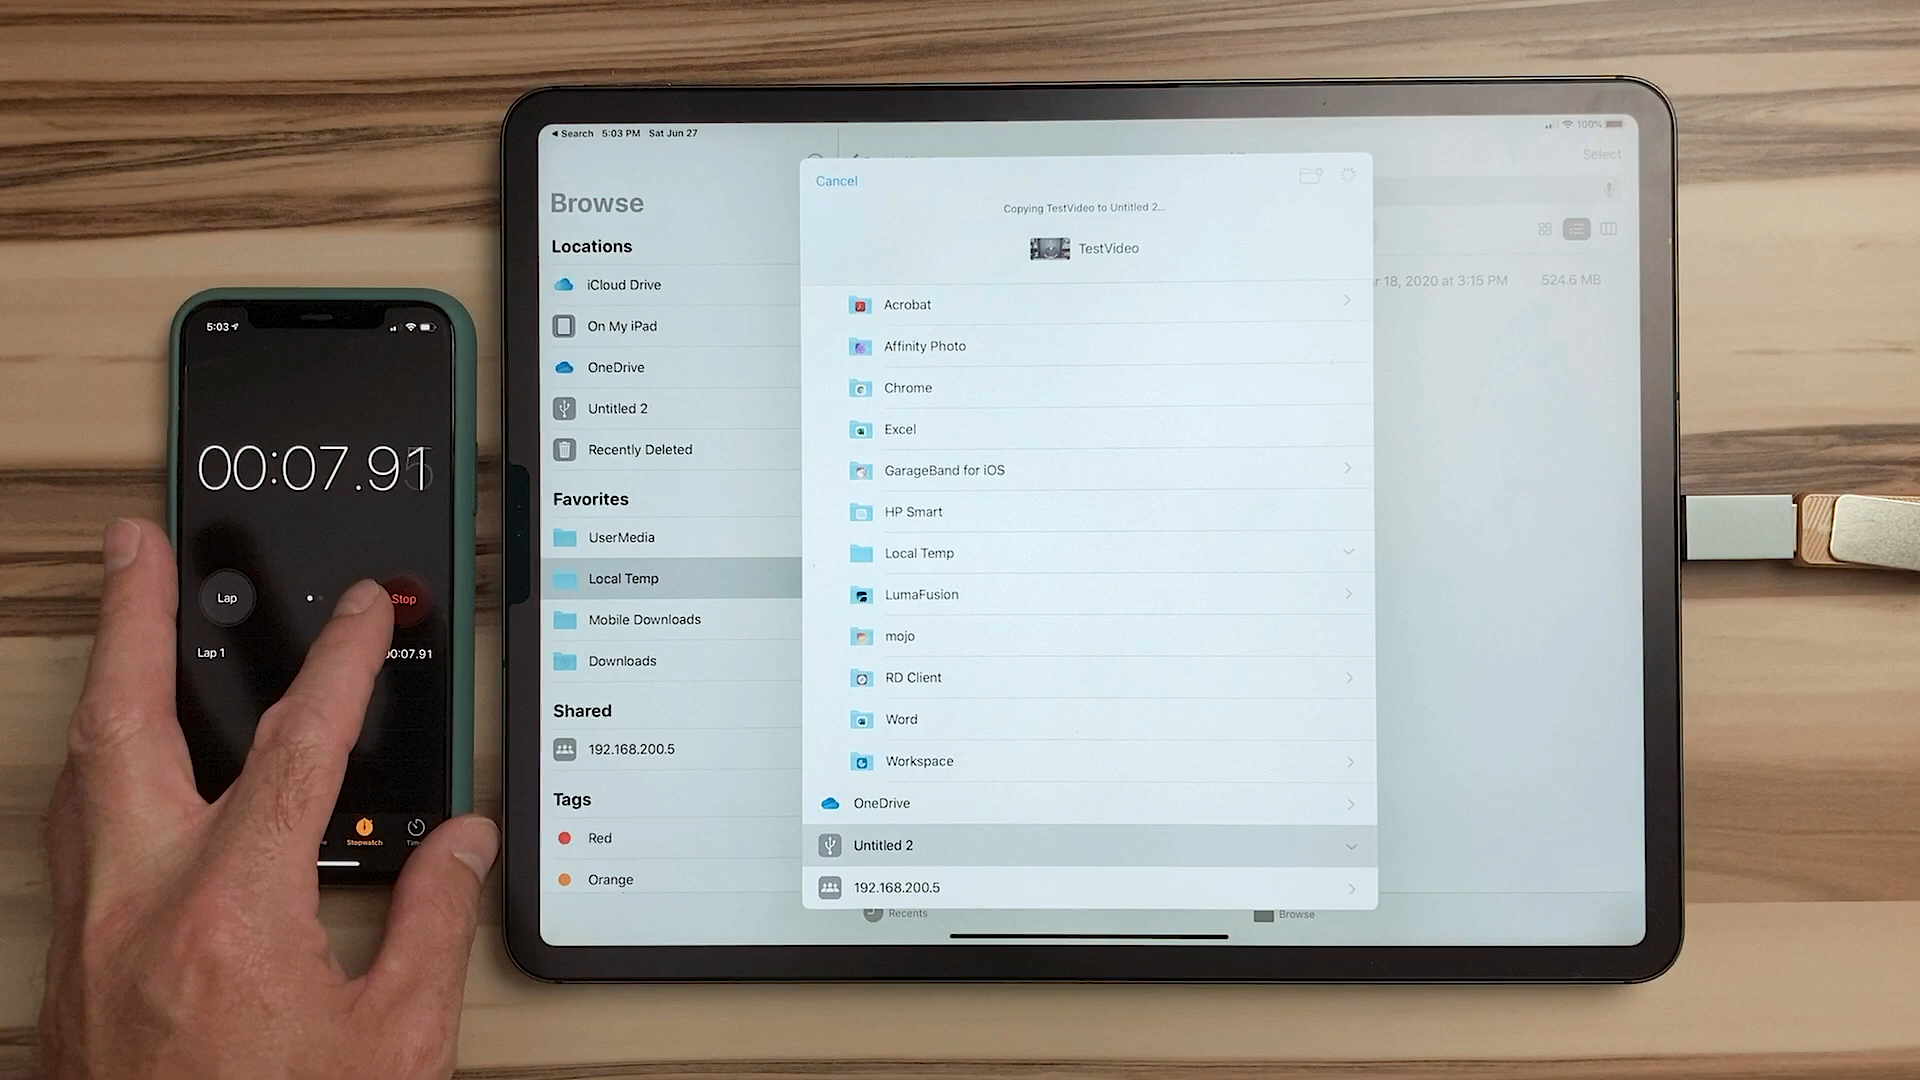 5:03
00:07.91
Lap
Stop
Lap 1
00:07.91
Stopwatch
Search 5:03 PM Sat Jun 27
100%
Browse
Locations
iCloud Drive
On My iPad
OneDrive
Untitled 2
Recently Deleted
Favorites
UserMedia
Local Temp
Mobile Downloads
Downloads
Shared
192.168.200.5
Tags
Red
Orange
Cancel
Copying TestVideo to Untitled 2...
TestVideo
Acrobat
Affinity Photo
Chrome
Excel
GarageBand for iOS
HP Smart
Local Temp
LumaFusion
mojo
RD Client
Word
Workspace
OneDrive
Untitled 2
192.168.200.5
Select
18, 2020 at 3:15 PM 524.6 MB
Recents
Browse